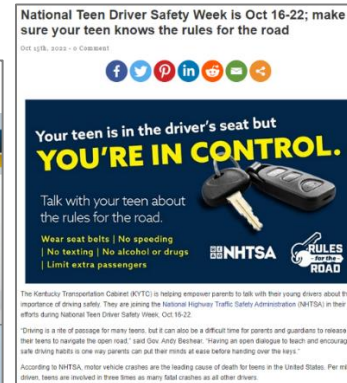 National Teen Driver Safety Week is Oct 16-22; make
sure your teen knows the rules for the road
Oct 15th, 2022 - 0 Comment
Your teen is in the driver's seat but
YOU'RE IN CONTROL.
Talk with your teen about
the rules for the road.
Wear seat belts | No speeding
| No texting | No alcohol or drugs
| Limit extra passengers
NHTSA
RULES
for the
ROAD
The Kentucky Transportation Cabinet (KYTC) is helping empower parents to talk with their young drivers about th
importance of driving safely. They are joining the National Highway Traffic Safety Administration (NHTSA) in their
efforts during National Teen Driver Safety Week, Oct 16-22.
"Driving is a rite of passage for many teens, but it can also be a difficult time for parents and guardians to release
their teens to navigate the open road," said Gov. Andy Beshear. "Having an open dialogue to teach and encourag
safe driving habits is one way parents can put their minds at ease before handing over the keys."
According to NHTSA, motor vehicle crashes are the leading cause of death for teens in the United States. Per mi
driven, teens are involved in three times as many fatal crashes as all other drivers.